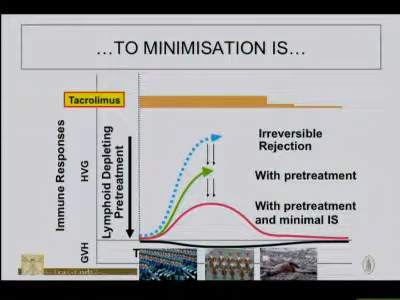 ...TO MINIMISATION IS...
Tacrolimus
Immune Responses
HVG
GVH
Lymphoid Depleting
Pretreatment
Irreversible
Rejection
With pretreatment
With pretreatment
and minimal IS
T